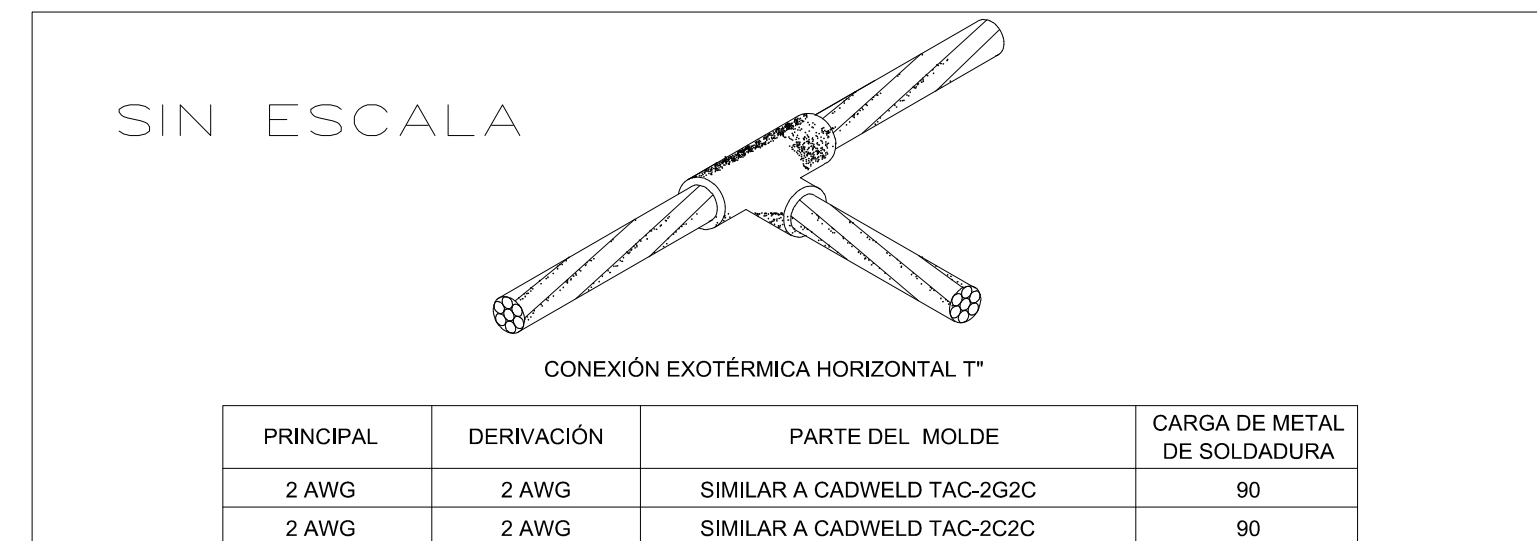 SIN ESCALA
CONEXIÓN EXOTÉRMICA HORIZONTAL T"
PRINCIPAL DERIVACIÓN PARTE DEL MOLDE CARGA DE METAL DE SOLDADURA
2 AWG 2 AWG SIMILAR A CADWELD TAC-2G2C 90
2 AWG 2 AWG SIMILAR A CADWELD TAC-2C2C 90